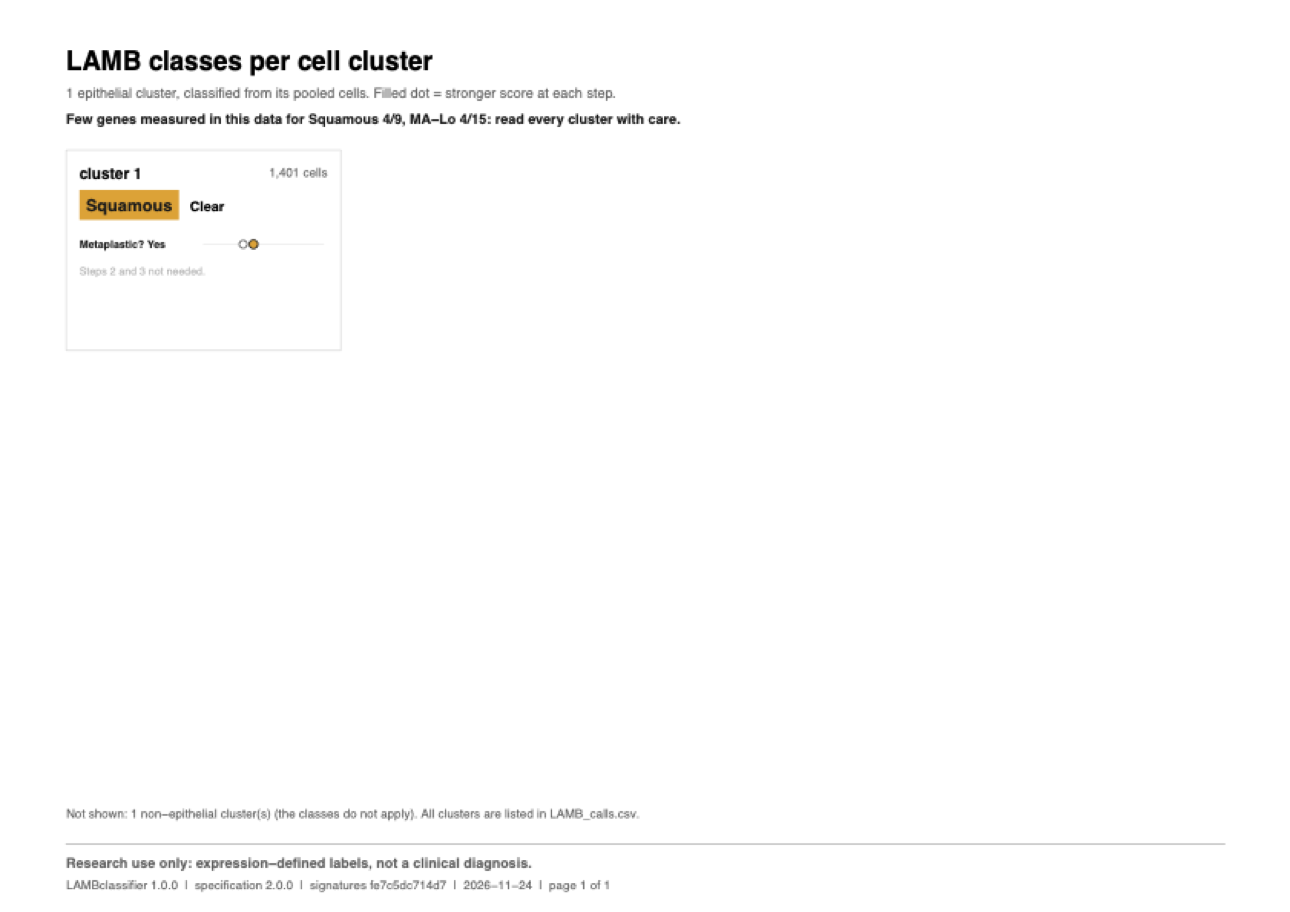 LAMB classes per cell cluster
1 epithelial cluster, classified from its pooled cells. Filled dot = stronger score at each step.
Few genes measured in this data for Squamous 4/9, MA−Lo 4/15: read every cluster with care.
cluster 1 1,401 cells
Squamous Clear
Metaplastic? Yes
Steps 2 and 3 not needed.
Not shown: 1 non−epithelial cluster(s) (the classes do not apply). All clusters are listed in LAMB_calls.csv.
Research use only: expression−defined labels, not a clinical diagnosis.
LAMBclassifier 1.0.0 | specification 2.0.0 | signatures fe7c5dc714d7 | 2026−11−24 | page 1 of 1